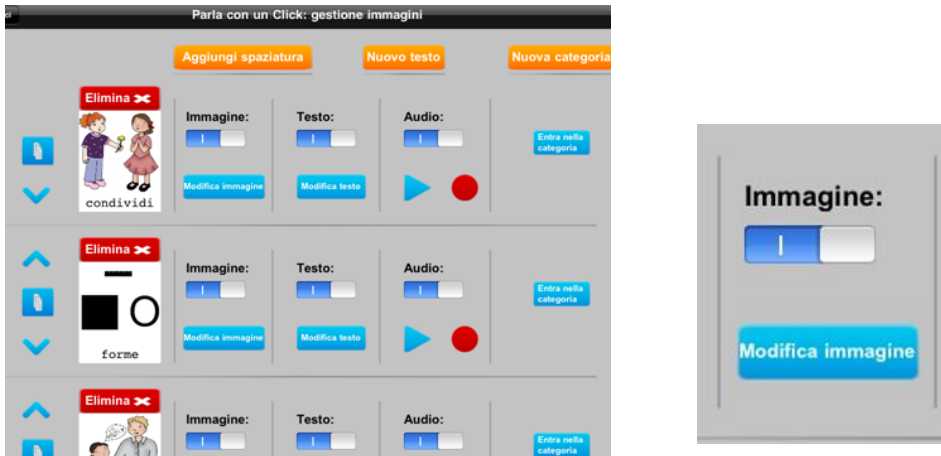 ci
Parla con un Click: gestione immagini
Aggiungi spaziatura
Nuovo testo
Nuova categoria
Elimina
Immagine:
Testo:
Audio:
Entra nella
categoria
Modifica immagine
Modifica testo
condividi
Elimina
Immagine:
Testo:
Audio:
Entra nella
categoria
Modifica immagine
Modifica testo
forme
Elimina
Immagine:
Testo:
Audio:
Entra nella
categoria
Immagine:
Modifica immagine